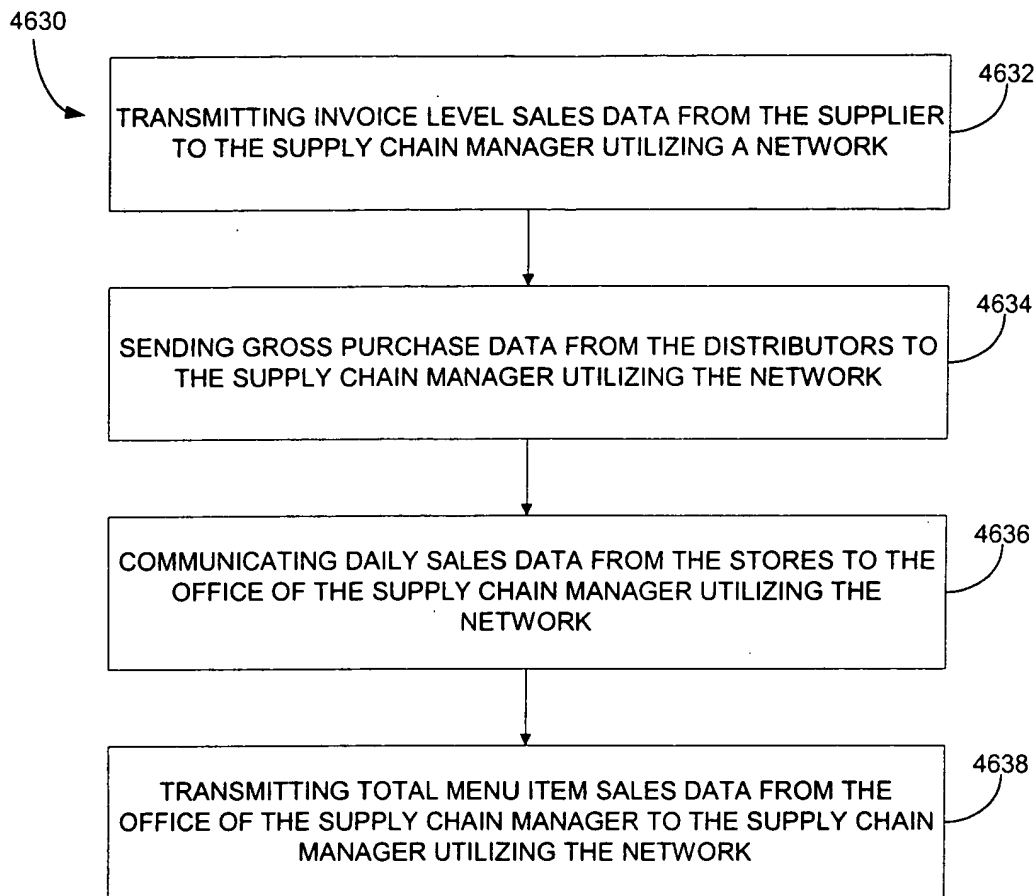 4630
4632
TRANSMITTING INVOICE LEVEL SALES DATA FROM THE SUPPLIER
TO THE SUPPLY CHAIN MANAGER UTILIZING A NETWORK
4634
SENDING GROSS PURCHASE DATA FROM THE DISTRIBUTORS TO
THE SUPPLY CHAIN MANAGER UTILIZING THE NETWORK
4636
COMMUNICATING DAILY SALES DATA FROM THE STORES TO THE
OFFICE OF THE SUPPLY CHAIN MANAGER UTILIZING THE
NETWORK
4638
TRANSMITTING TOTAL MENU ITEM SALES DATA FROM THE
OFFICE OF THE SUPPLY CHAIN MANAGER TO THE SUPPLY CHAIN
MANAGER UTILIZING THE NETWORK